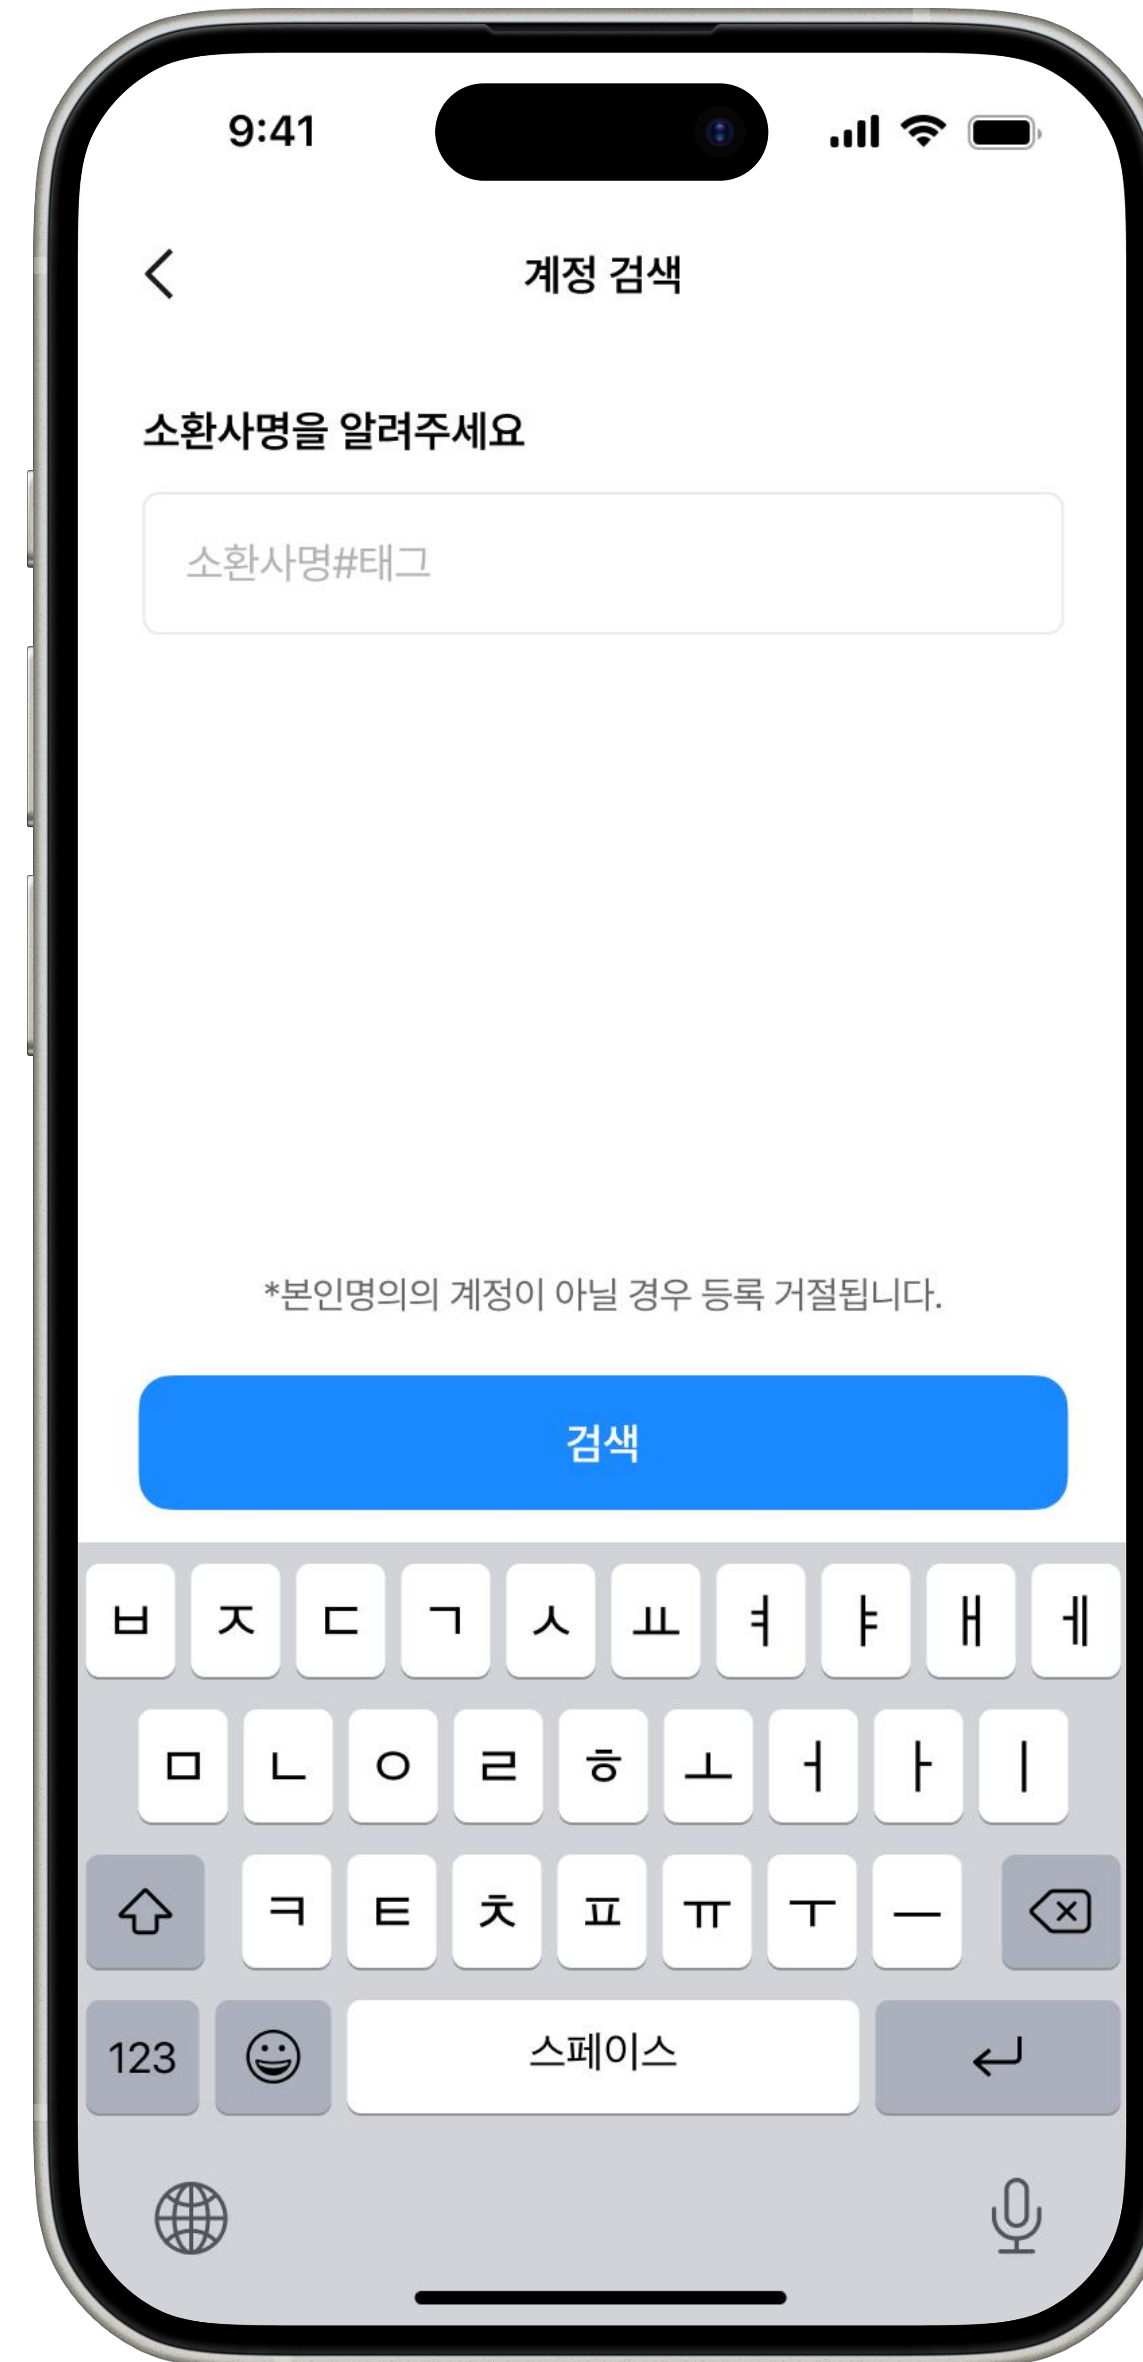 9:41
계정 검색
소환사명을 알려주세요
소환사명#태그
*본인명의의 계정이 아닐 경우 등록 거절됩니다.
검색
ㅂ ㅈ ㄷ ㄱ ㅅ ㅛ ㅕ ㅑ ㅐ ㅔ
ㅁ ㄴ ㅇ ㄹ ㅎ ㅗ ㅓ ㅏ ㅣ
ㅋ ㅌ ㅊ ㅍ ㅠ ㅜ ㅡ
123 스페이스